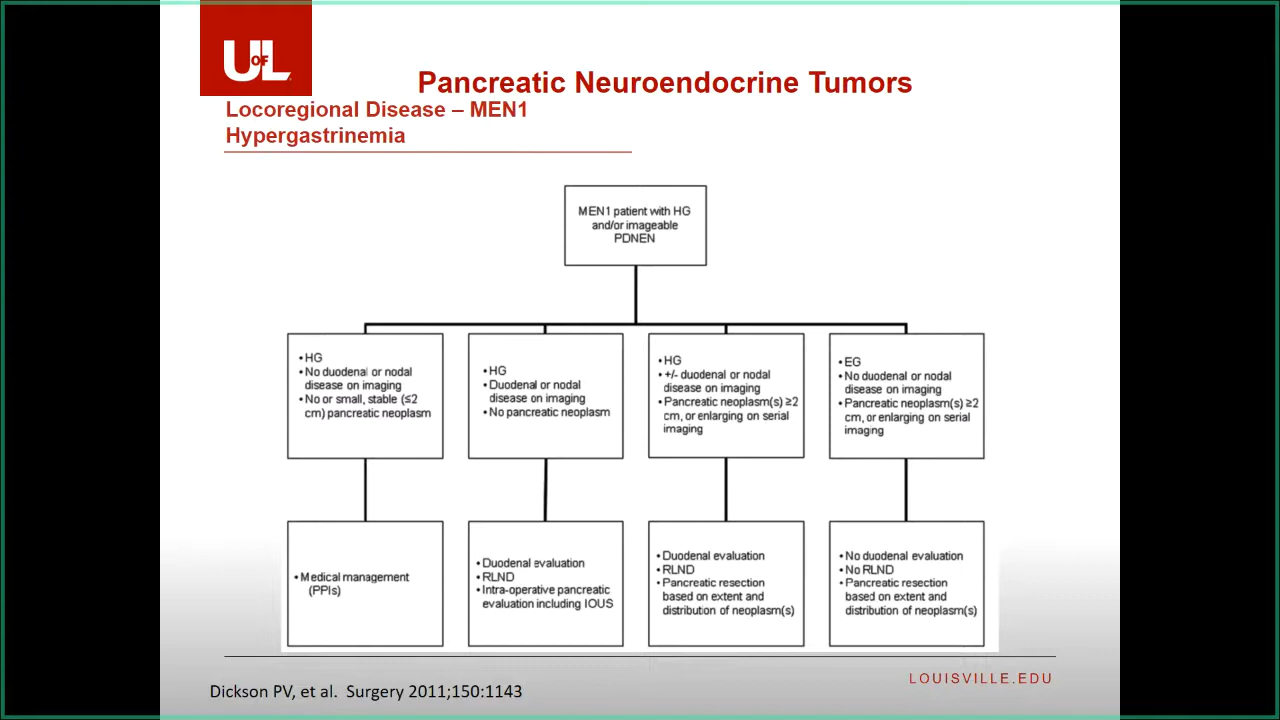 UofL
Pancreatic Neuroendocrine Tumors
Locoregional Disease – MEN1
Hypergastrinemia
MEN1 patient with HG
and/or imageable
PDNEN
•HG
•No duodenal or nodal
disease on imaging
•No or small, stable (≤2
cm) pancreatic neoplasm
•HG
•Duodenal or nodal
disease on imaging
•No pancreatic neoplasm
•HG
•+/- duodenal or nodal
disease on imaging
•Pancreatic neoplasm(s) ≥2
cm, or enlarging on serial
imaging
•EG
•No duodenal or nodal
disease on imaging
•Pancreatic neoplasm(s) ≥2
cm, or enlarging on serial
imaging
•Medical management
(PPIs)
•Duodenal evaluation
•RLND
•Intra-operative pancreatic
evaluation including IOUS
•Duodenal evaluation
•RLND
•Pancreatic resection
based on extent and
distribution of neoplasm(s)
•No duodenal evaluation
•No RLND
•Pancreatic resection
based on extent and
distribution of neoplasm(s)
LOUISVILLE.EDU
Dickson PV, et al. Surgery 2011;150:1143